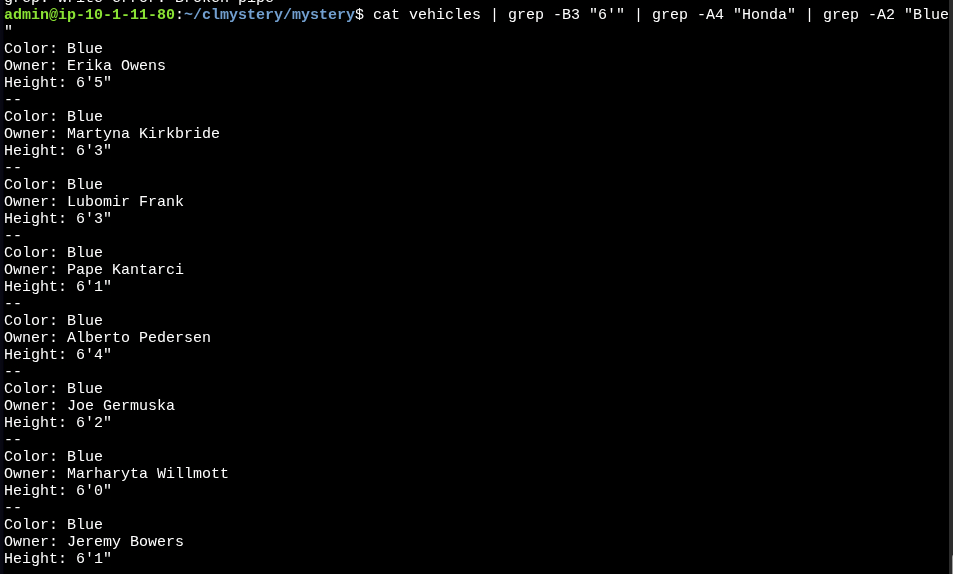 admin@ip-10-1-11-80:~/clmystery/mystery$ cat vehicles | grep -B3 "6'" | grep -A4 "Honda" | grep -A2 "Blue
"
Color: Blue
Owner: Erika Owens
Height: 6'5"
--
Color: Blue
Owner: Martyna Kirkbride
Height: 6'3"
--
Color: Blue
Owner: Lubomir Frank
Height: 6'3"
--
Color: Blue
Owner: Pape Kantarci
Height: 6'1"
--
Color: Blue
Owner: Alberto Pedersen
Height: 6'4"
--
Color: Blue
Owner: Joe Germuska
Height: 6'2"
--
Color: Blue
Owner: Marharyta Willmott
Height: 6'0"
--
Color: Blue
Owner: Jeremy Bowers
Height: 6'1"